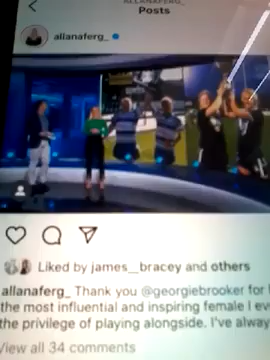 ALLANAFERG_
Posts
allanaferg_
Liked by james__bracey and others
allanaferg_ Thank you @georgiebrooker for
the most influential and inspiring female I ev
the privilege of playing alongside. I've alway
View all 34 comments